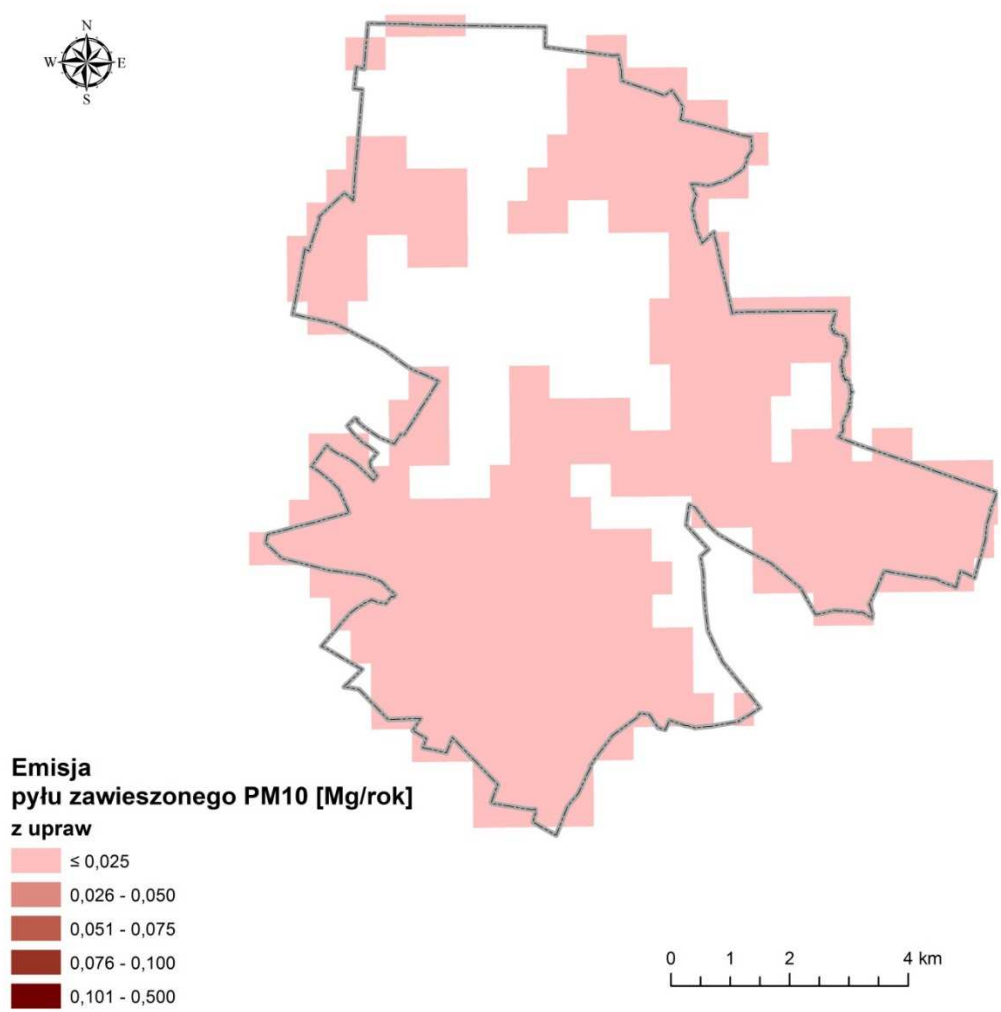 N
W E
S
Emisja
pyłu zawieszonego PM10 [Mg/rok]
z upraw
≤ 0,025
0,026 - 0,050
0,051 - 0,075
0,076 - 0,100
0,101 - 0,500
0 1 2 4 km